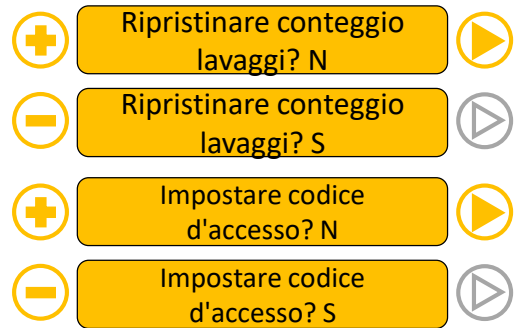 Ripristinare conteggio
lavaggi? N
Ripristinare conteggio
lavaggi? S
Impostare codice
d'accesso? N
Impostare codice
d'accesso? S